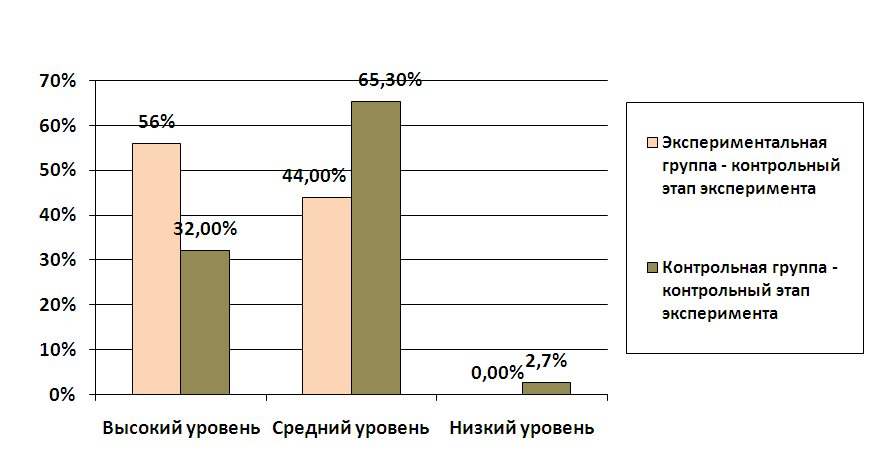 70%
60%
50%
40%
30%
20%
10%
0%
56%
32,00%
44,00%
65,30%
0,00%
2,7%
Высокий уровень
Средний уровень
Низкий уровень
Экспериментальная
группа - контрольный
этап эксперимента
Контрольная группа -
контрольный этап
эксперимента